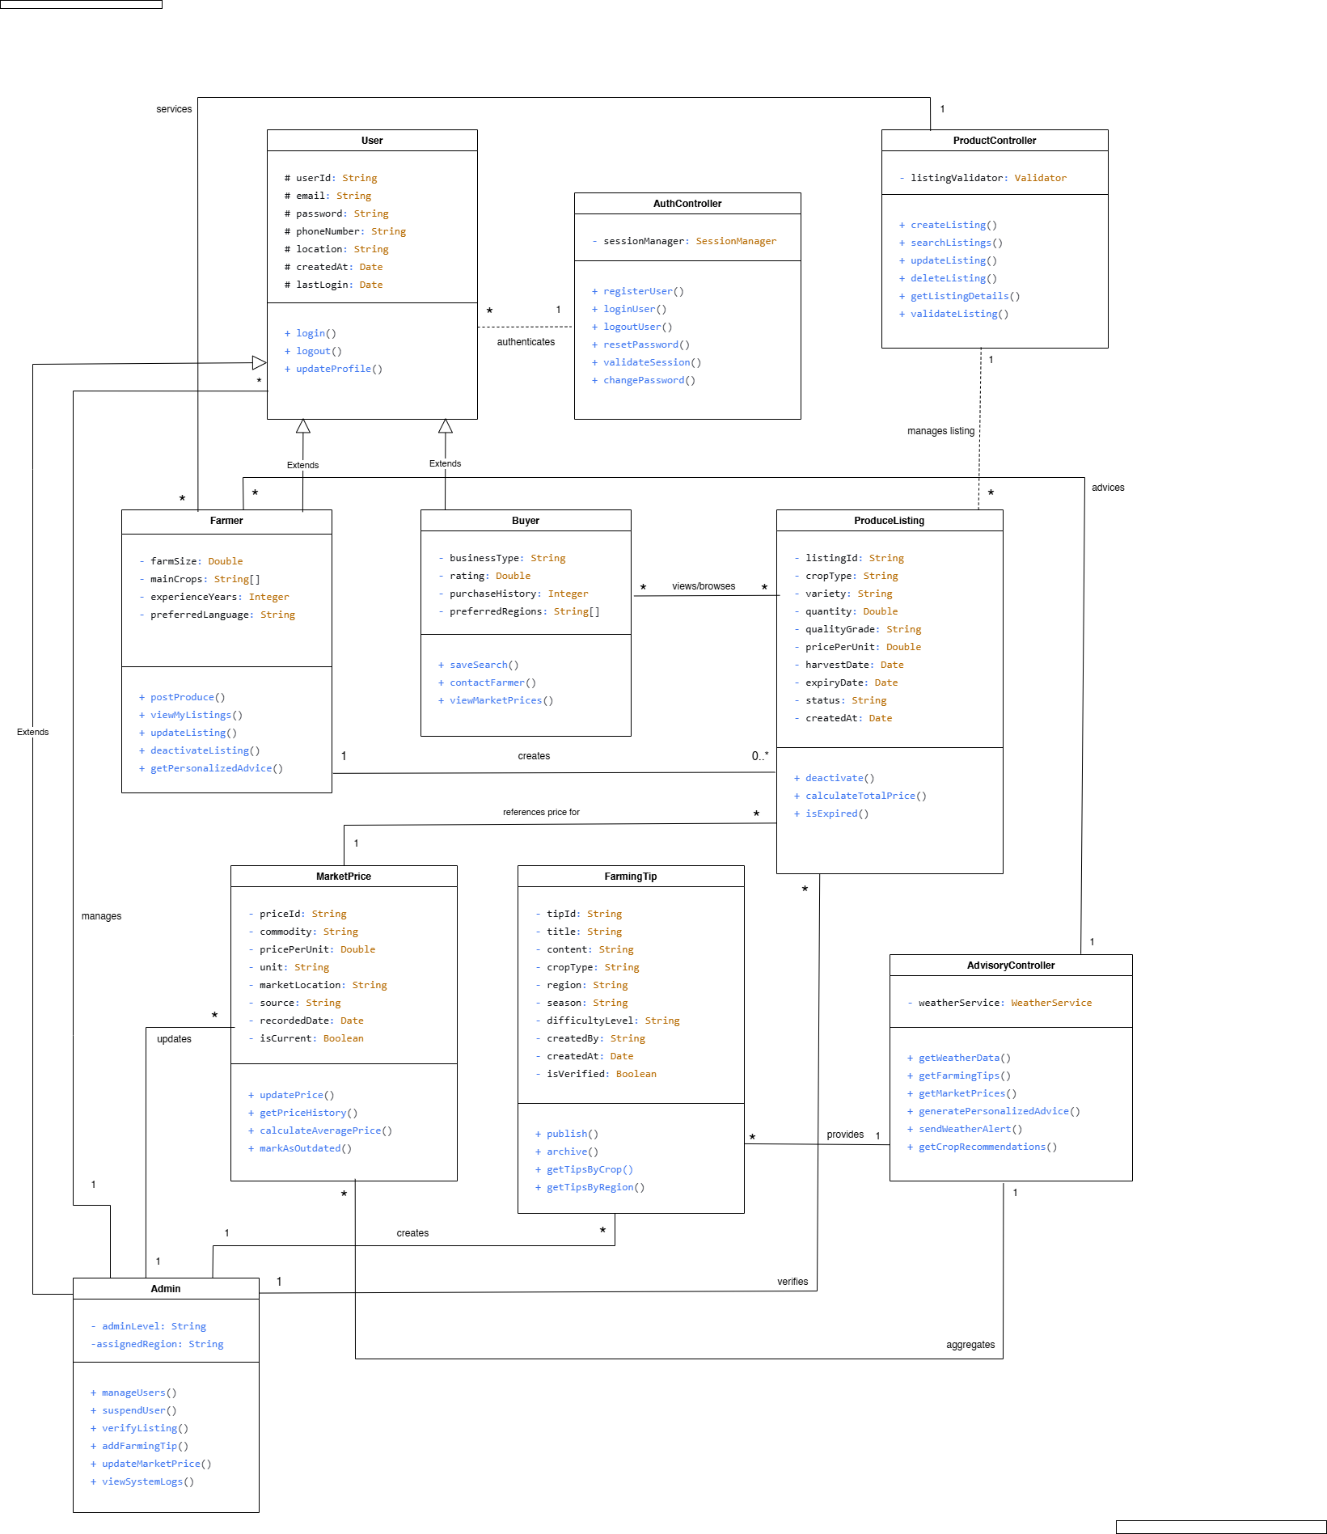 services
1
User
# userId: String
# email: String
# password: String
# phoneNumber: String
# location: String
# createdAt: Date
# lastLogin: Date
+ login()
+ logout()
+ updateProfile()
ProductController
- listingValidator: Validator
+ createListing()
+ searchListings()
+ updateListing()
+ deleteListing()
+ getListingDetails()
+ validateListing()
AuthController
- sessionManager: SessionManager
+ registerUser()
+ loginUser()
+ logoutUser()
+ resetPassword()
+ validateSession()
+ changePassword()
*
1
authenticates
*
1
manages listing
Extends
Extends
*
*
*
advices
Farmer
- farmSize: Double
- mainCrops: String[]
- experienceYears: Integer
- preferredLanguage: String
+ postProduce()
+ viewMyListings()
+ updateListing()
+ deactivateListing()
+ getPersonalizedAdvice()
Buyer
- businessType: String
- rating: Double
- purchaseHistory: Integer
- preferredRegions: String[]
+ saveSearch()
+ contactFarmer()
+ viewMarketPrices()
* views/browses *
ProduceListing
- listingId: String
- cropType: String
- variety: String
- quantity: Double
- qualityGrade: String
- pricePerUnit: Double
- harvestDate: Date
- expiryDate: Date
- status: String
- createdAt: Date
+ deactivate()
+ calculateTotalPrice()
+ isExpired()
Extends
1 creates 0..*
references price for
*
1
MarketPrice
- priceId: String
- commodity: String
- pricePerUnit: Double
- unit: String
- marketLocation: String
- source: String
- recordedDate: Date
- isCurrent: Boolean
+ updatePrice()
+ getPriceHistory()
+ calculateAveragePrice()
+ markAsOutdated()
FarmingTip
- tipId: String
- title: String
- content: String
- cropType: String
- region: String
- season: String
- difficultyLevel: String
- createdBy: String
- createdAt: Date
- isVerified: Boolean
+ publish()
+ archive()
+ getTipsByCrop()
+ getTipsByRegion()
*
manages
1
AdvisoryController
- weatherService: WeatherService
+ getWeatherData()
+ getFarmingTips()
+ getMarketPrices()
+ generatePersonalizedAdvice()
+ sendWeatherAlert()
+ getCropRecommendations()
*
updates
* provides 1
1
*
1
1
creates
*
1
1
verifies
aggregates
Admin
- adminLevel: String
-assignedRegion: String
+ manageUsers()
+ suspendUser()
+ verifyListing()
+ addFarmingTip()
+ updateMarketPrice()
+ viewSystemLogs()